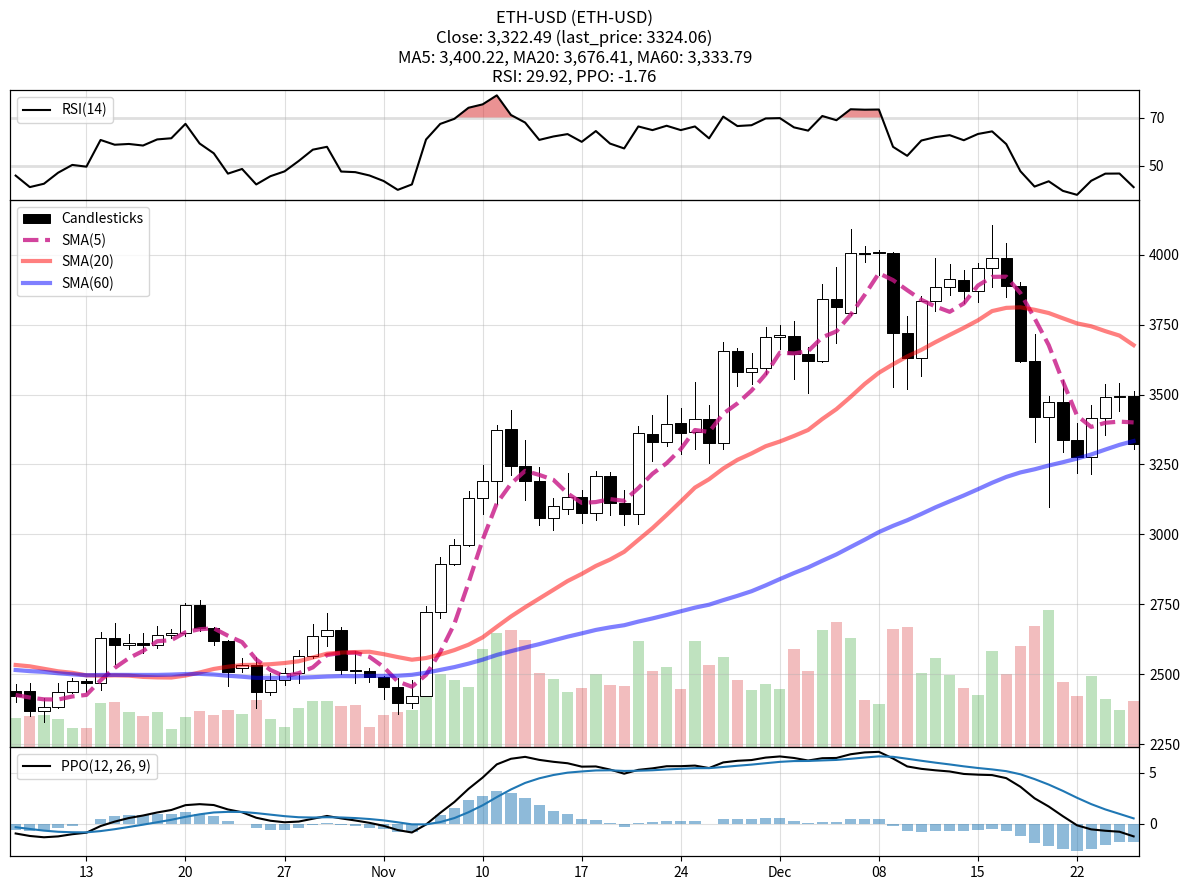 ETH-USD (ETH-USD)
Close: 3,322.49 (last_price: 3324.06)
MA5: 3,400.22, MA20: 3,676.41, MA60: 3,333.79
RSI: 29.92, PPO: -1.76
RSI(14)
70
50
Candlesticks
SMA(5)
SMA(20)
SMA(60)
4000
3750
3500
3250
3000
2750
2500
2250
PPO(12, 26, 9)
5
0
13 20 27 Nov 10 17 24 Dec 08 15 22